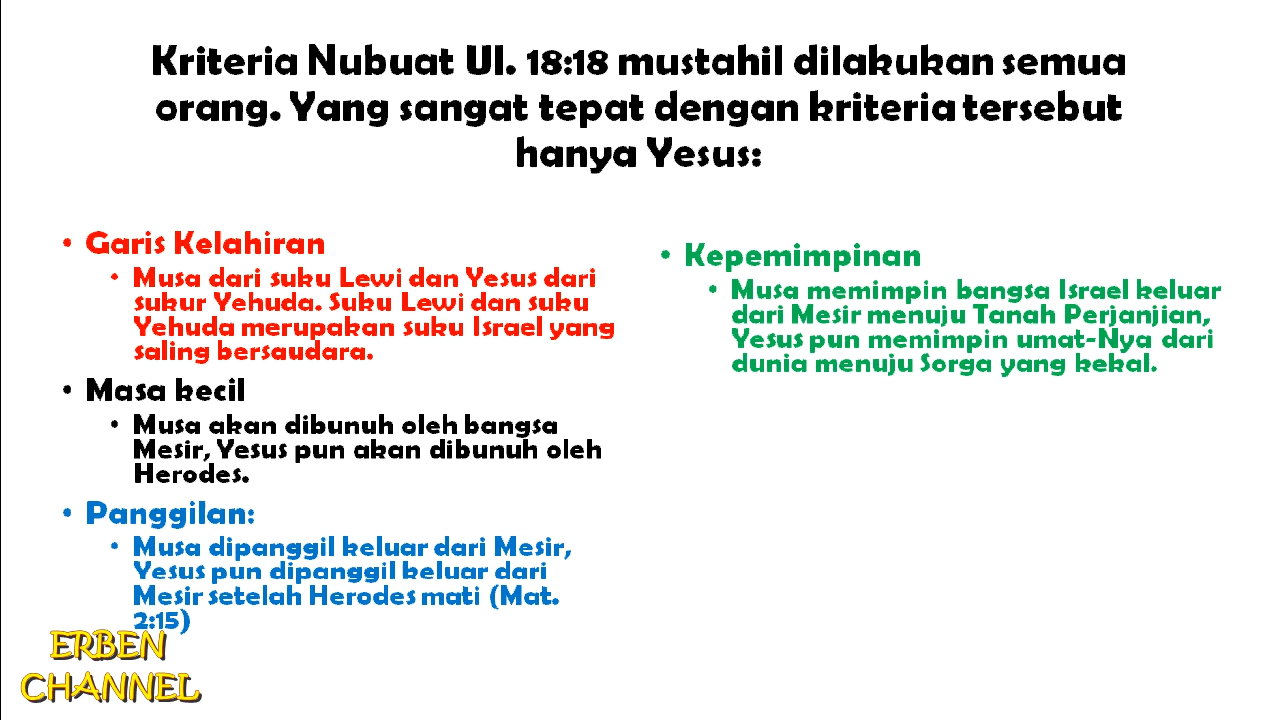 Kriteria Nubuat Ul. 18:18 mustahil dilakukan semua
orang. Yang sangat tepat dengan kriteria tersebut
hanya Yesus:
• Garis Kelahiran
• Musa dari suku Lewi dan Yesus dari
sukur Yehuda. Suku Lewi dan suku
Yehuda merupakan suku Israel yang
saling bersaudara.
• Masa kecil
• Musa akan dibunuh oleh bangsa
Mesir, Yesus pun akan dibunuh oleh
Herodes.
• Panggilan:
• Musa dipanggil keluar dari Mesir,
Yesus pun dipanggil keluar dari
Mesir setelah Herodes mati (Mat.
2:15)
• Kepemimpinan
• Musa memimpin bangsa Israel keluar
dari Mesir menuju Tanah Perjanjian,
Yesus pun memimpin umat-Nya dari
dunia menuju Sorga yang kekal.
ERBEN
CHANNEL